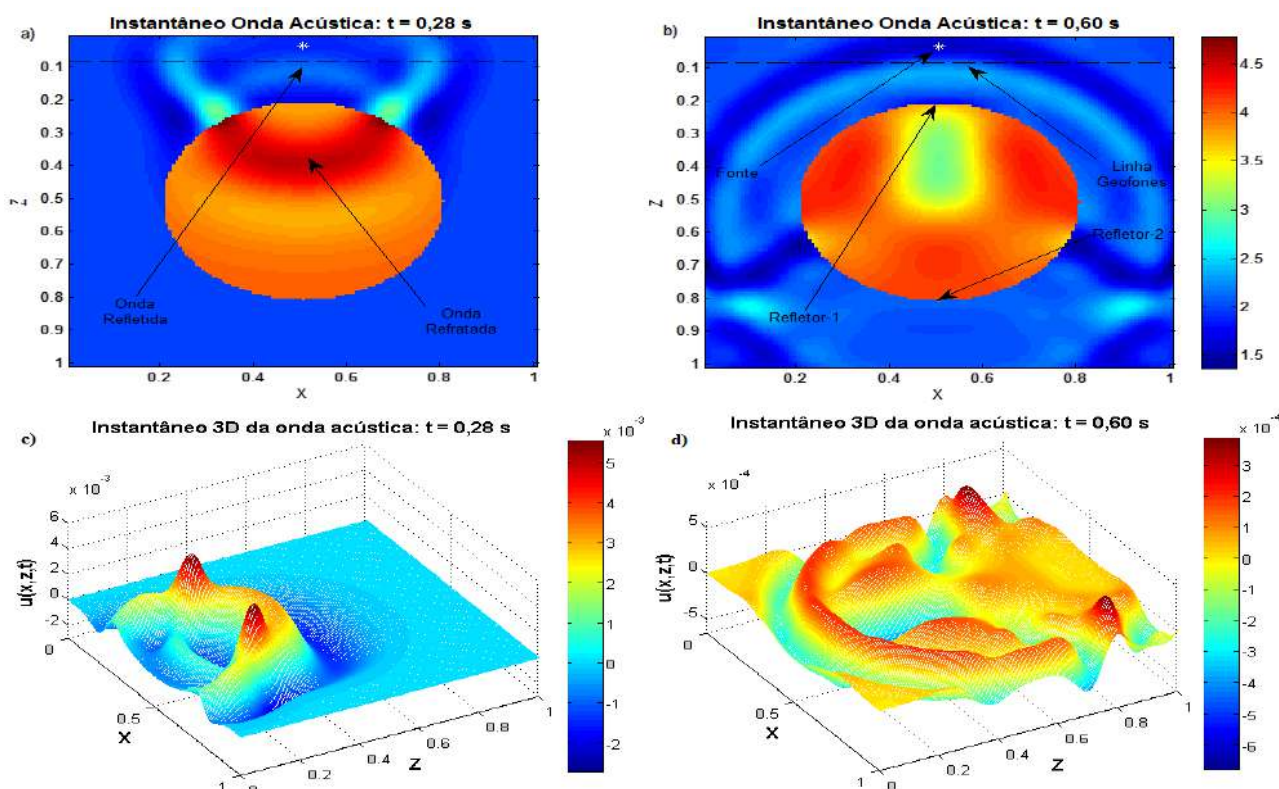 Instantâneo Onda Acústica: t = 0,28 s
a)
0.1
0.2
0.3
0.4
0.5
0.6
0.7
0.8
0.9
1
Z
Onda
Refletida
Onda
Refratada
0.2
0.4
0.6
0.8
1
X
Instantâneo Onda Acústica: t = 0,60 s
b)
0.1
0.2
0.3
0.4
0.5
0.6
0.7
0.8
0.9
1
Z
Fonte
Linha
Geofones
Refletor-2
Refletor-1
0.2
0.4
0.6
0.8
1
X
4.5
4
3.5
3
2.5
2
1.5
c)
Instantâneo 3D da onda acústica: t = 0,28 s
x 10⁻³
6
4
2
0
-2
u(x,z,t)
0
0.5
1
X
0
0.2
0.4
0.6
0.8
1
Z
x 10⁻³
5
4
3
2
1
0
-1
-2
Instantâneo 3D da onda acústica: t = 0,60 s
d)
x 10⁻⁴
5
0
-5
u(x,z,t)
0
0.5
1
X
0
0.2
0.4
0.6
0.8
1
Z
x 10⁻⁴
3
2
1
0
-1
-2
-3
-4
-5
-6